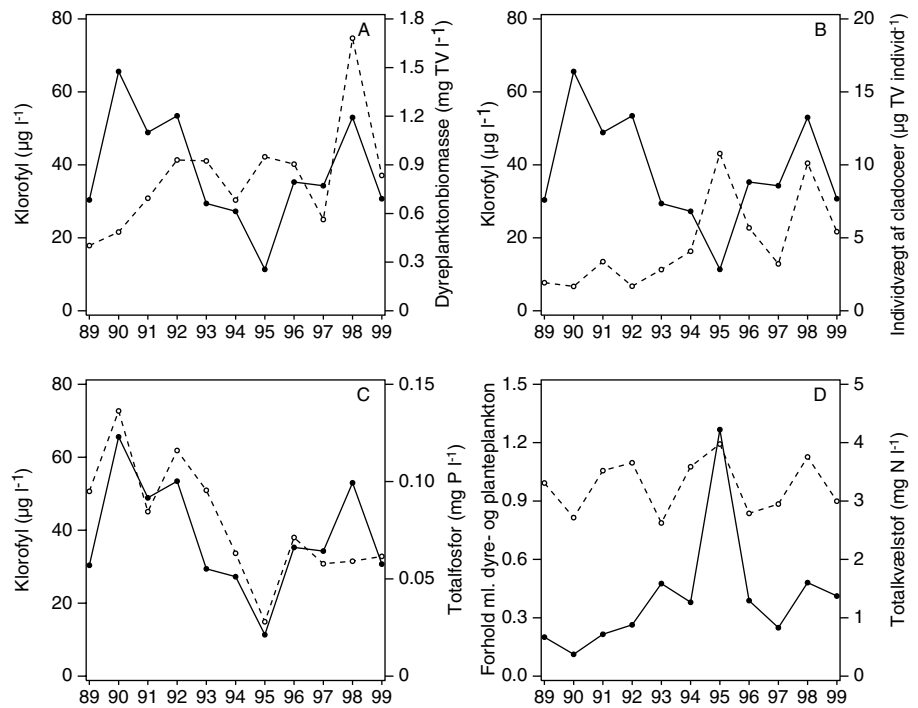 A
80
60
40
20
0
Klorofyl (µg l-1)
1.8
1.5
1.2
0.9
0.6
0.3
0
Dyreplanktonbiomasse (mg TV l-1)
89 90 91 92 93 94 95 96 97 98 99
B
80
60
40
20
0
Klorofyl (µg l-1)
20
15
10
5
0
Individvægt af cladoceer (µg TV individ-1)
89 90 91 92 93 94 95 96 97 98 99
C
80
60
40
20
0
Klorofyl (µg l-1)
0.15
0.10
0.05
0
Totalfosfor (mg P l-1)
89 90 91 92 93 94 95 96 97 98 99
D
1.5
1.2
0.9
0.6
0.3
0.0
Forhold ml. dyre- og planteplankton
5
4
3
2
1
0
Totalkvælstof (mg N l-1)
89 90 91 92 93 94 95 96 97 98 99